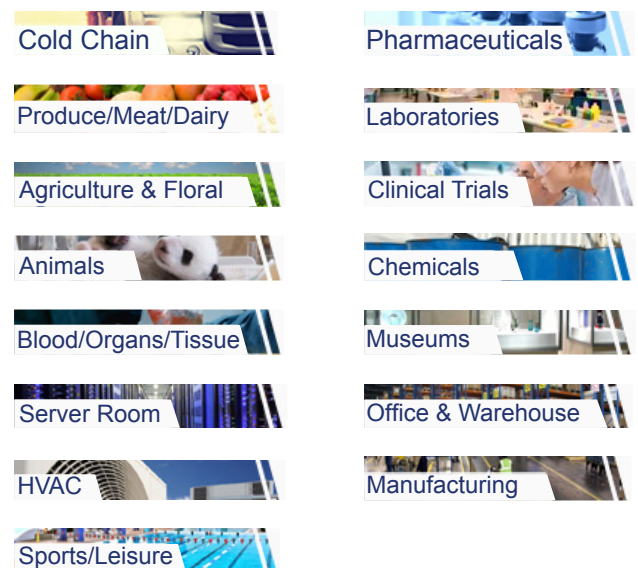 Cold Chain
Pharmaceuticals
Produce/Meat/Dairy
Laboratories
Agriculture & Floral
Clinical Trials
Animals
Chemicals
Blood/Organs/Tissue
Museums
Server Room
Office & Warehouse
HVAC
Manufacturing
Sports/Leisure